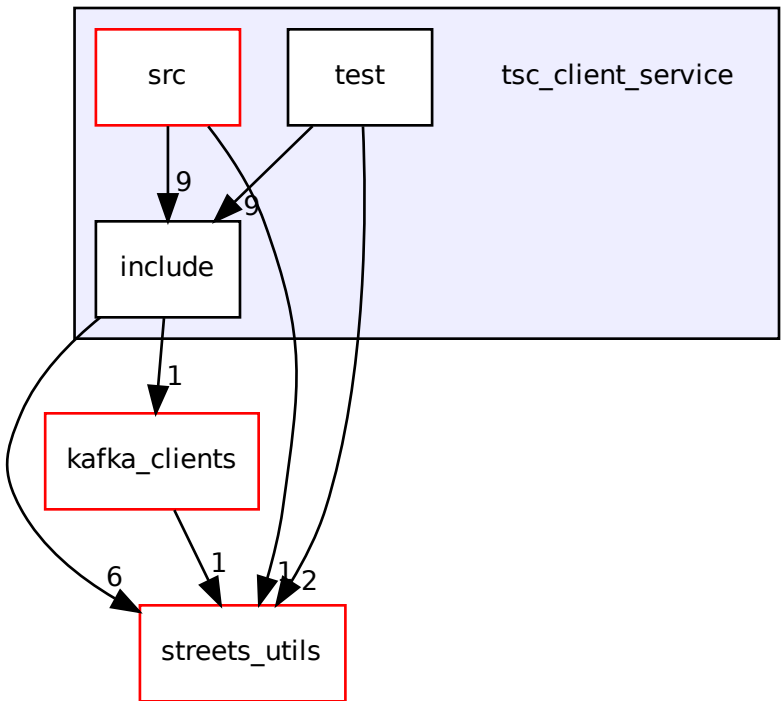 src
test
tsc_client_service
9
9
include
1
kafka_clients
6
1
1
2
streets_utils